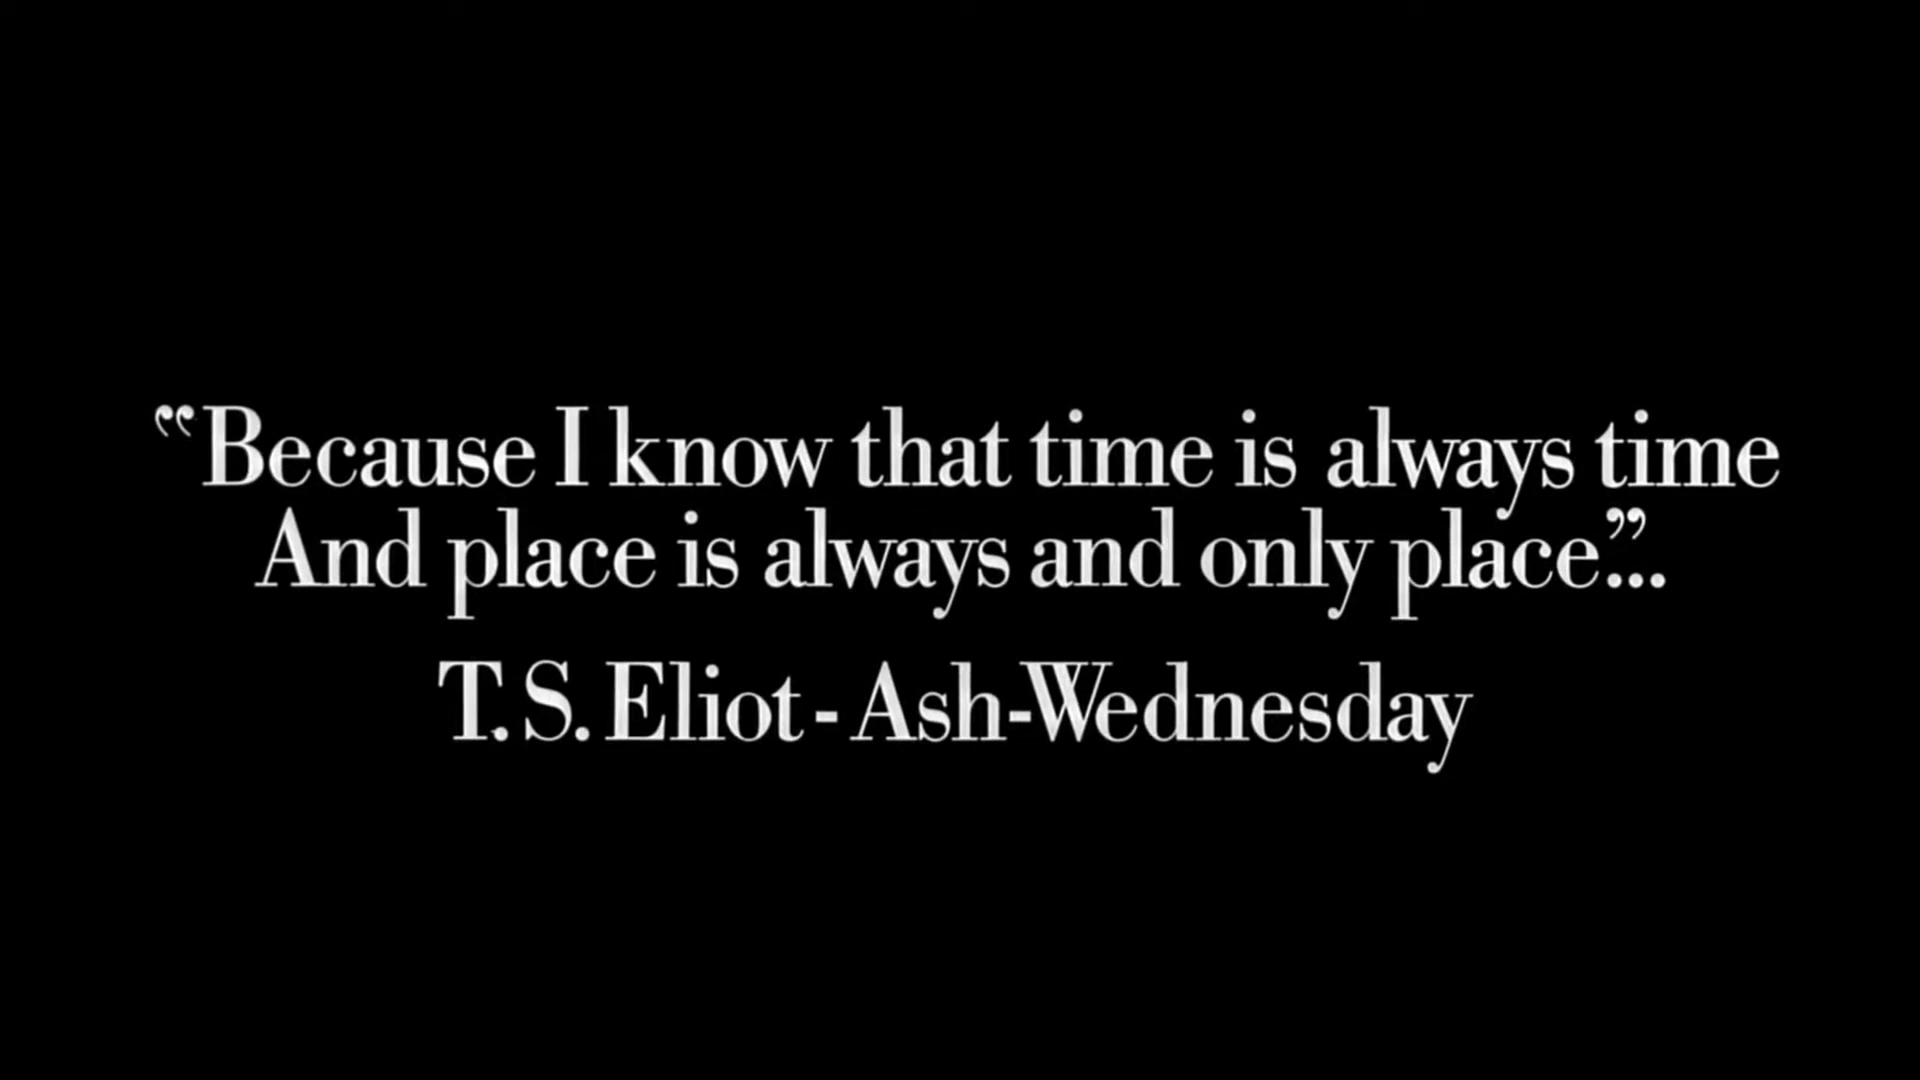 “Because I know that time is always time
And place is always and only place”...
T. S. Eliot - Ash-Wednesday